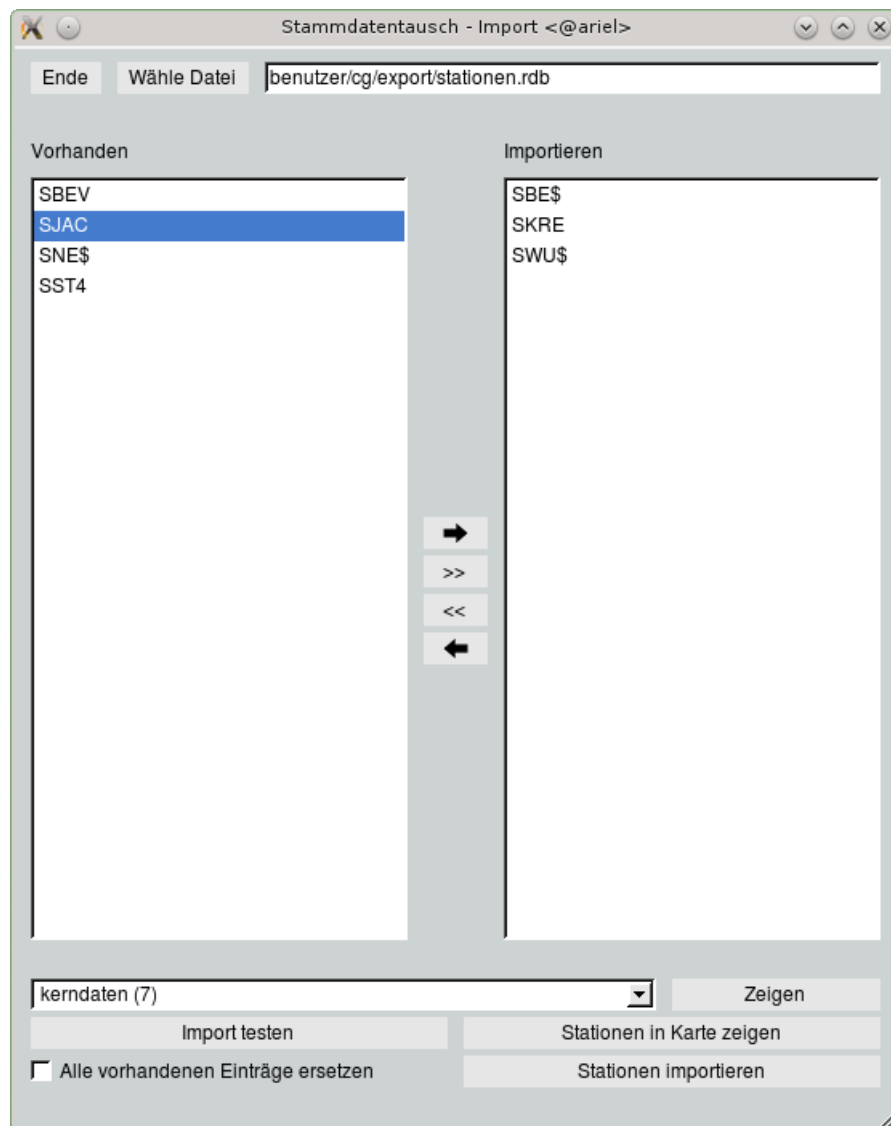 Stammdatentausch - Import <@ariel>
Ende Wähle Datei benutzer/cg/export/stationen.rdb
Vorhanden Importieren
SBEV SBE$
SJAC SKRE
SNE$ SWU$
SST4
>>
<<
kerndaten (7) Zeigen
Import testen Stationen in Karte zeigen
Alle vorhandenen Einträge ersetzen Stationen importieren